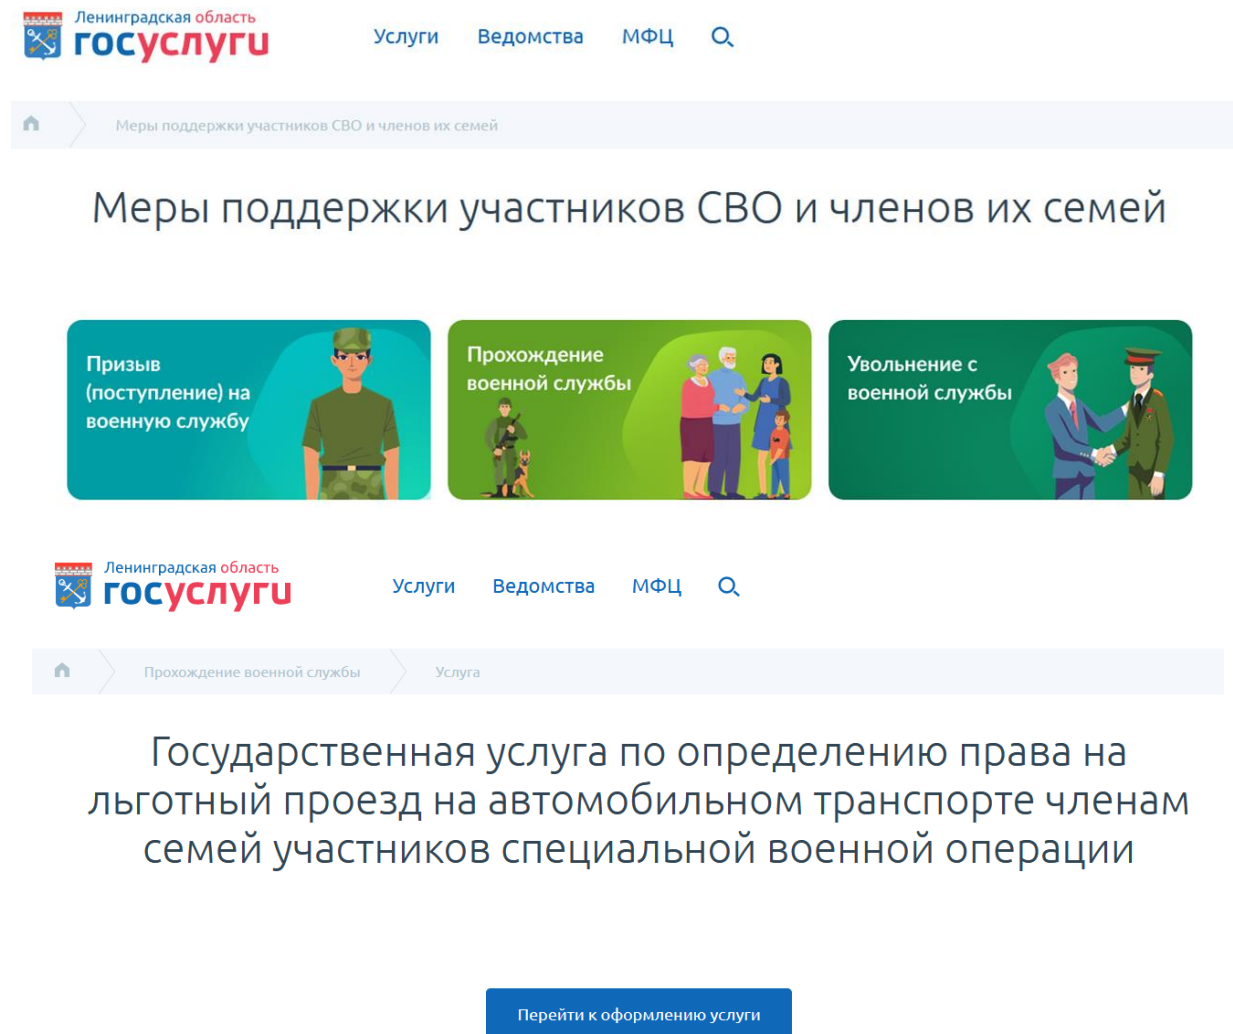 Ленинградская область
госуслуги
Услуги Ведомства МФЦ
Меры поддержки участников СВО и членов их семей
Меры поддержки участников СВО и членов их семей
Призыв
(поступление) на
военную службу
Прохождение
военной службы
Увольнение с
военной службы
Ленинградская область
госуслуги
Услуги Ведомства МФЦ
Прохождение военной службы Услуга
Государственная услуга по определению права на
льготный проезд на автомобильном транспорте членам
семей участников специальной военной операции
Перейти к оформлению услуги